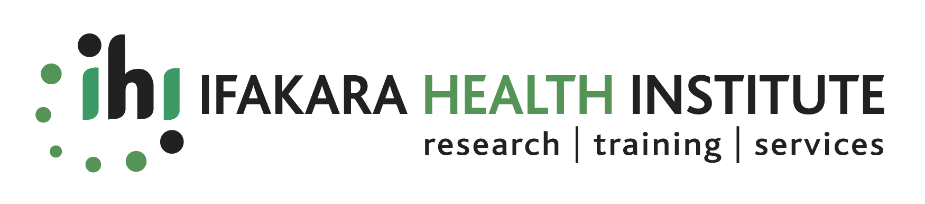 ihi IFAKARA HEALTH INSTITUTE
research | training | services